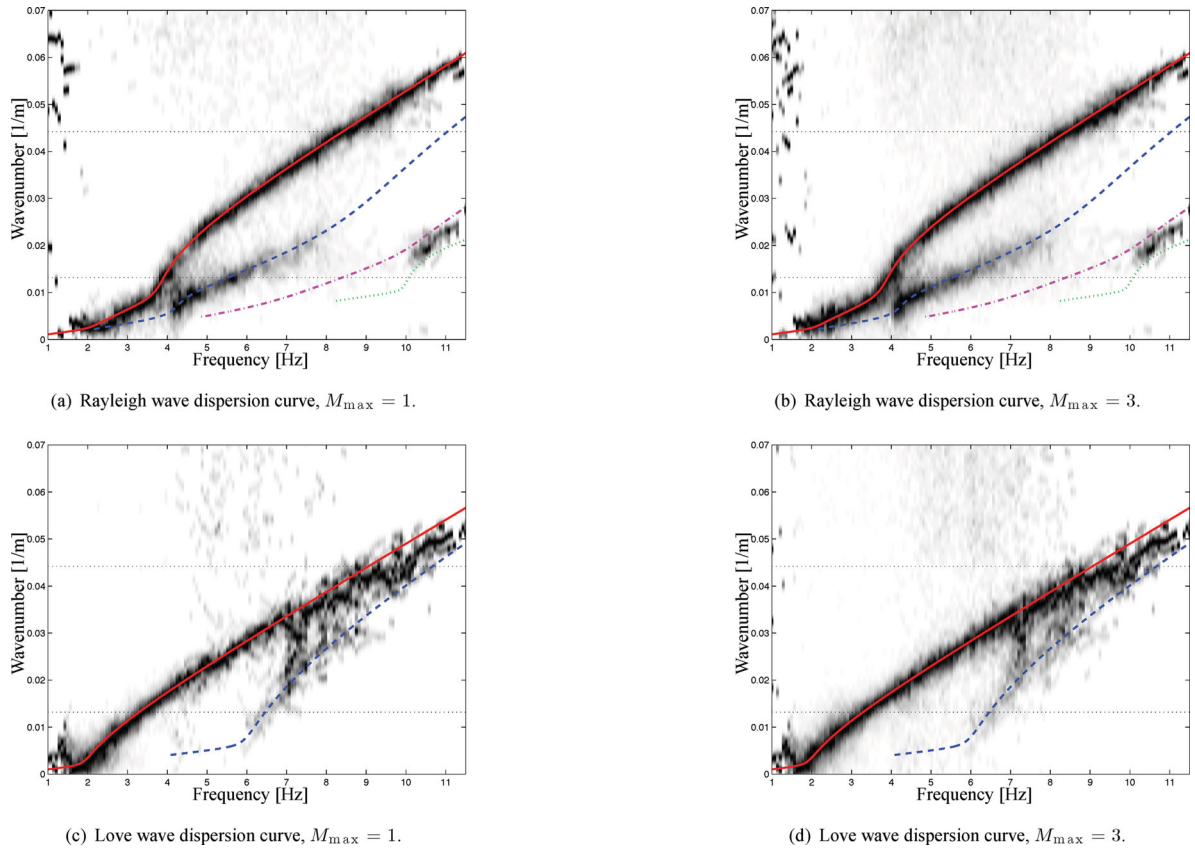 0.07
0.06
0.05
0.04
0.03
0.02
0.01
0
Wavenumber [1/m]
1 2 3 4 5 6 7 8 9 10 11
Frequency [Hz]
(a) Rayleigh wave dispersion curve, M_max = 1.
0.07
0.06
0.05
0.04
0.03
0.02
0.01
0
Wavenumber [1/m]
1 2 3 4 5 6 7 8 9 10 11
Frequency [Hz]
(b) Rayleigh wave dispersion curve, M_max = 3.
0.07
0.06
0.05
0.04
0.03
0.02
0.01
0
Wavenumber [1/m]
1 2 3 4 5 6 7 8 9 10 11
Frequency [Hz]
(c) Love wave dispersion curve, M_max = 1.
0.07
0.06
0.05
0.04
0.03
0.02
0.01
0
Wavenumber [1/m]
1 2 3 4 5 6 7 8 9 10 11
Frequency [Hz]
(d) Love wave dispersion curve, M_max = 3.